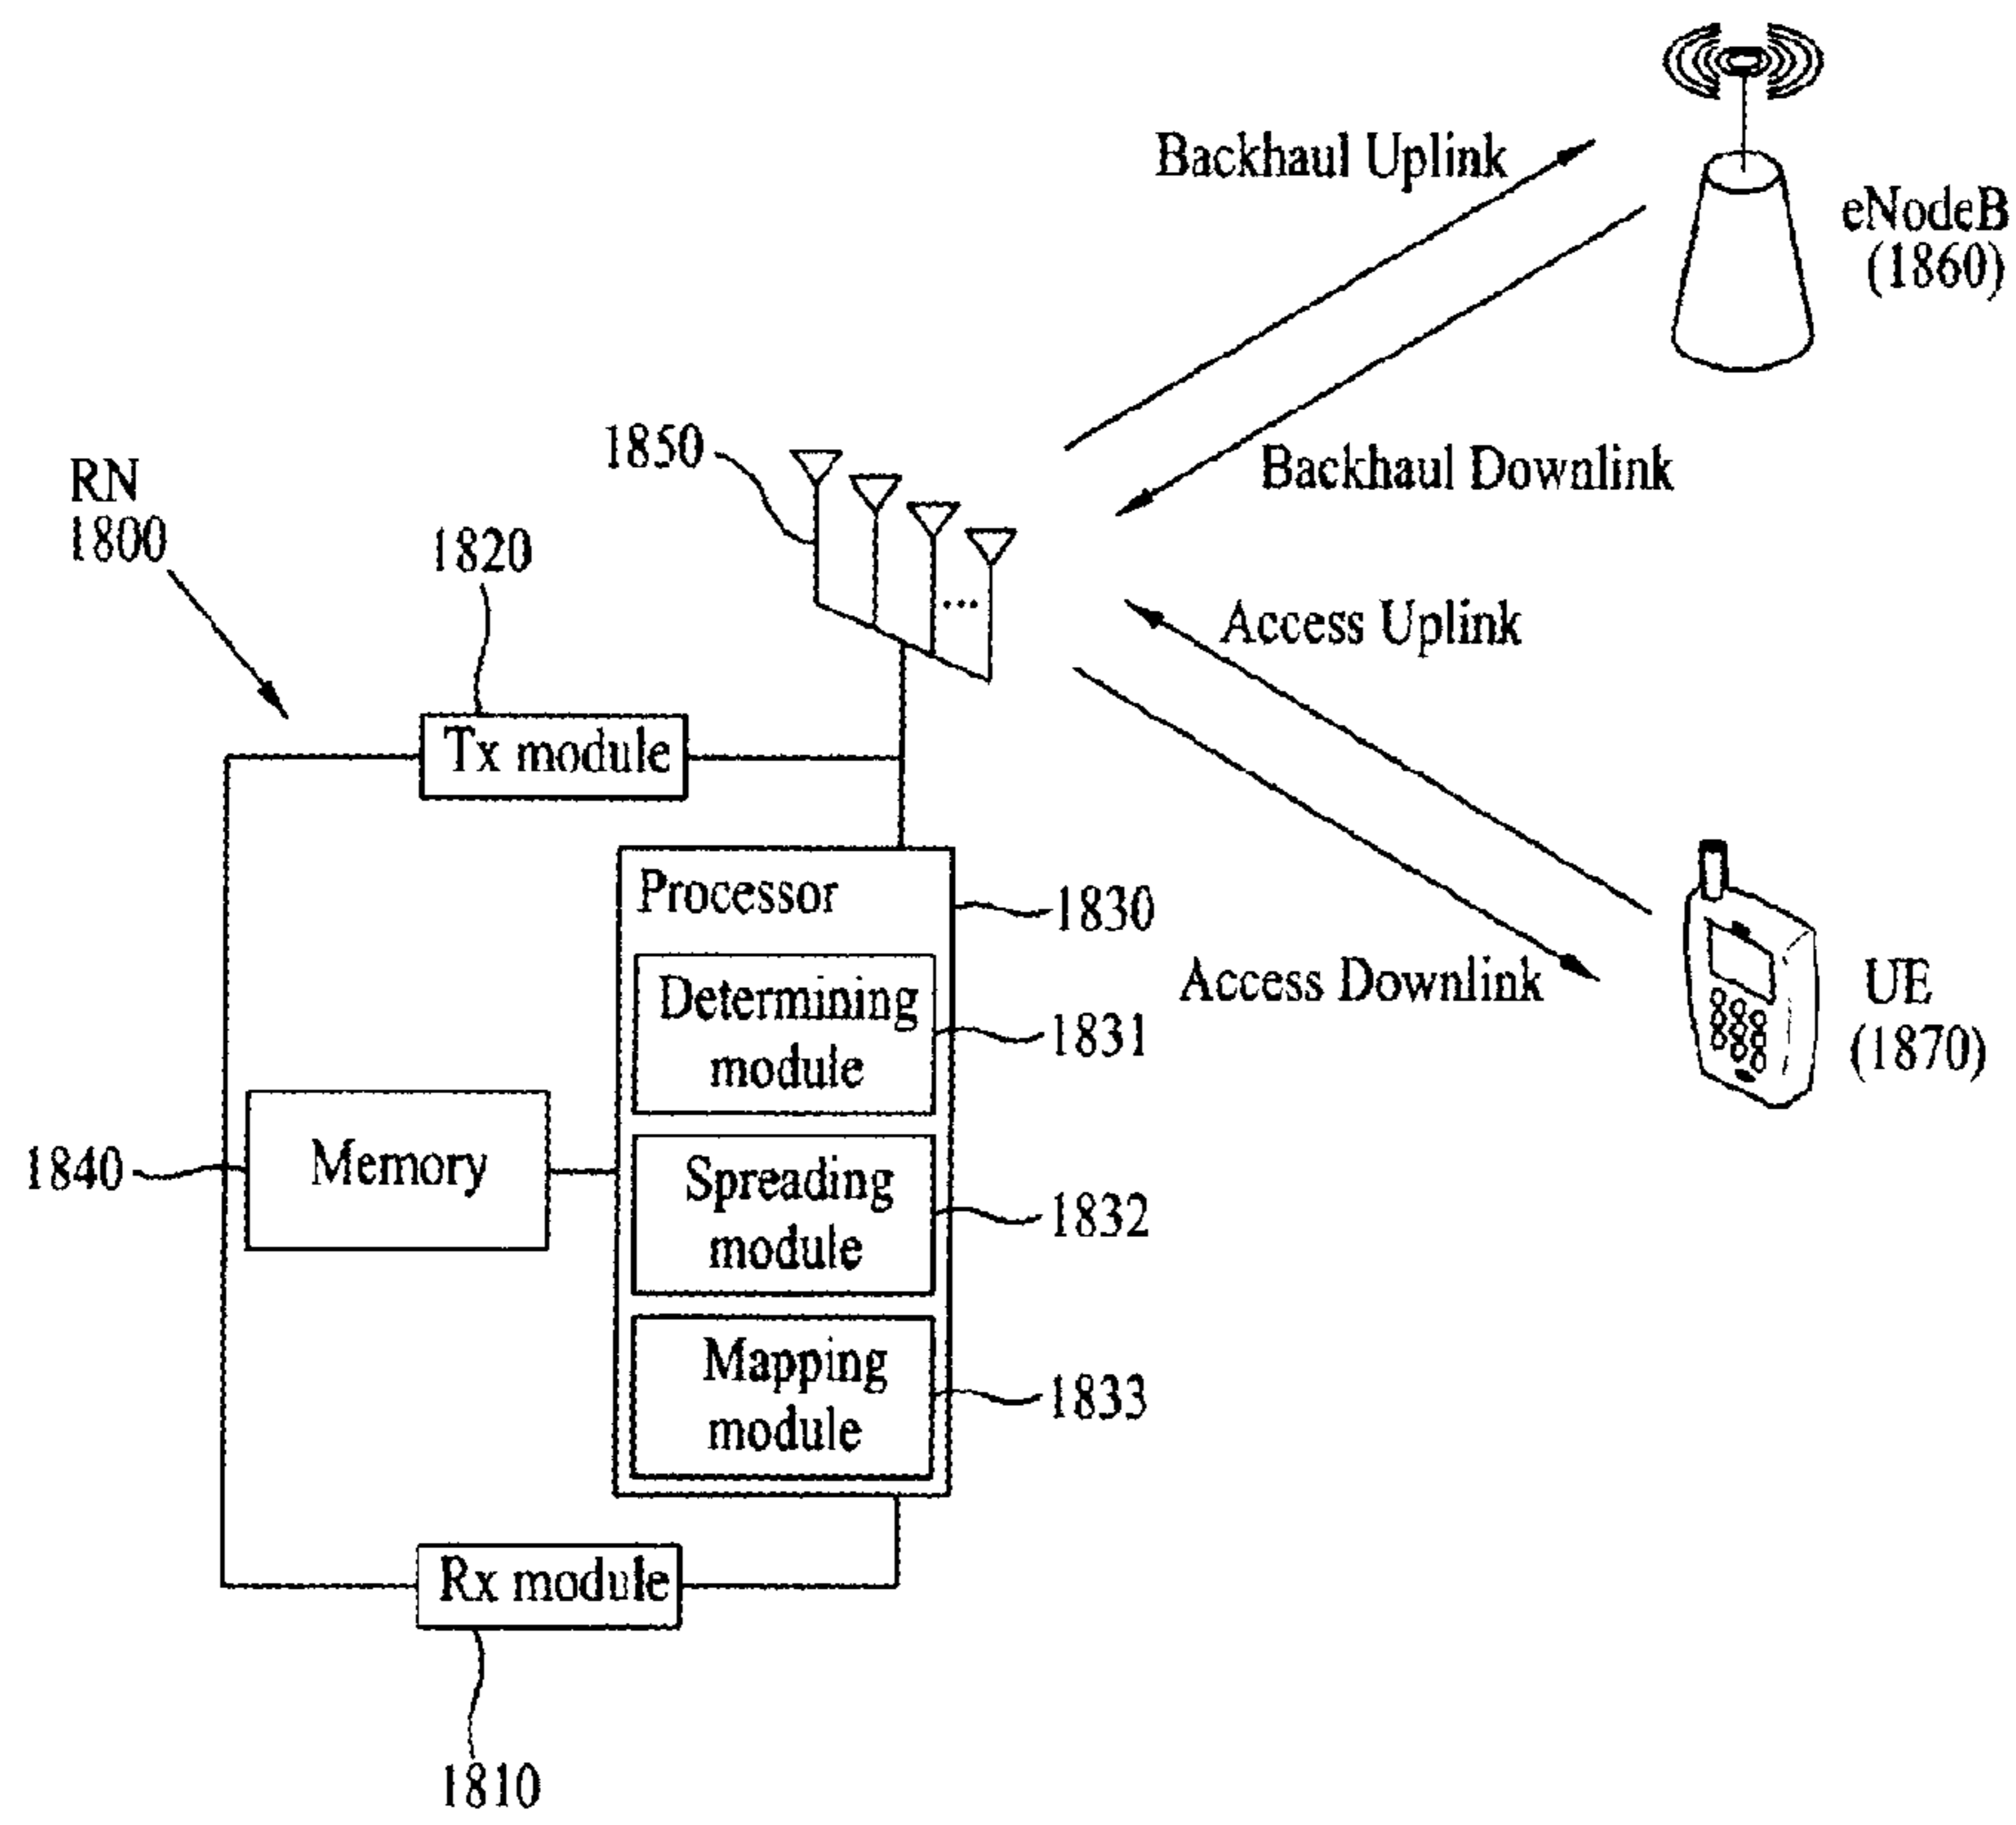 Backhaul Uplink
eNodeB
(1860)
1850
Backhaul Downlink
RN
1800
1820
Access Uplink
Tx module
Processor
1830
Determining
module
1831
Access Downlink
UE
(1870)
1840
Memory
Spreading
module
1832
Mapping
module
1833
Rx module
1810